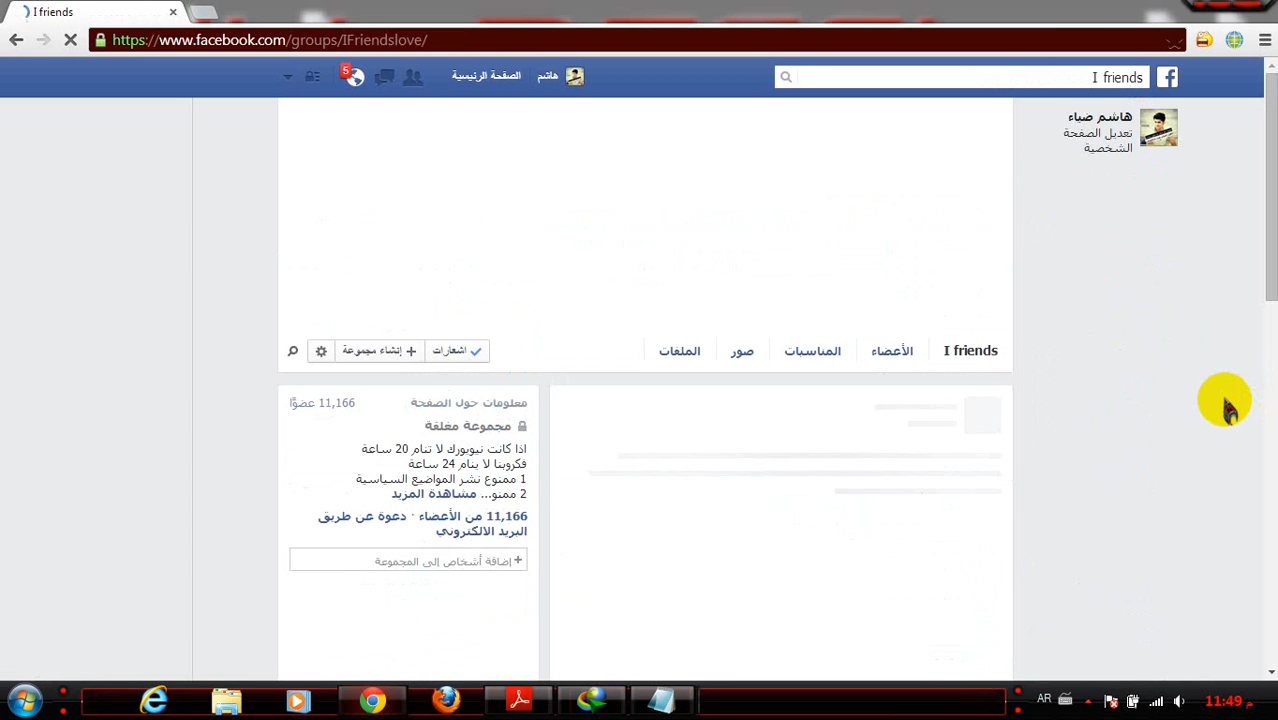 I friends
https://www.facebook.com/groups/IFriendslove/
I friends
هاشم
الصفحة الرئيسية
5
هاشم ضياء
تعديل الصفحة
الشخصية
I friends
الأعضاء
المناسبات
صور
الملفات
اشعارات
إنشاء مجموعة
معلومات حول الصفحة
11,166 عضوًا
مجموعة مغلقة
اذا كانت نيويورك لا تنام 20 ساعة
فكروبنا لا ينام 24 ساعة
1 ممنوع نشر المواضيع السياسية
2 ممنو... مشاهدة المزيد
11,166 من الأعضاء · دعوة عن طريق
البريد الالكتروني
+ إضافة أشخاص إلى المجموعة
AR
11:49 م